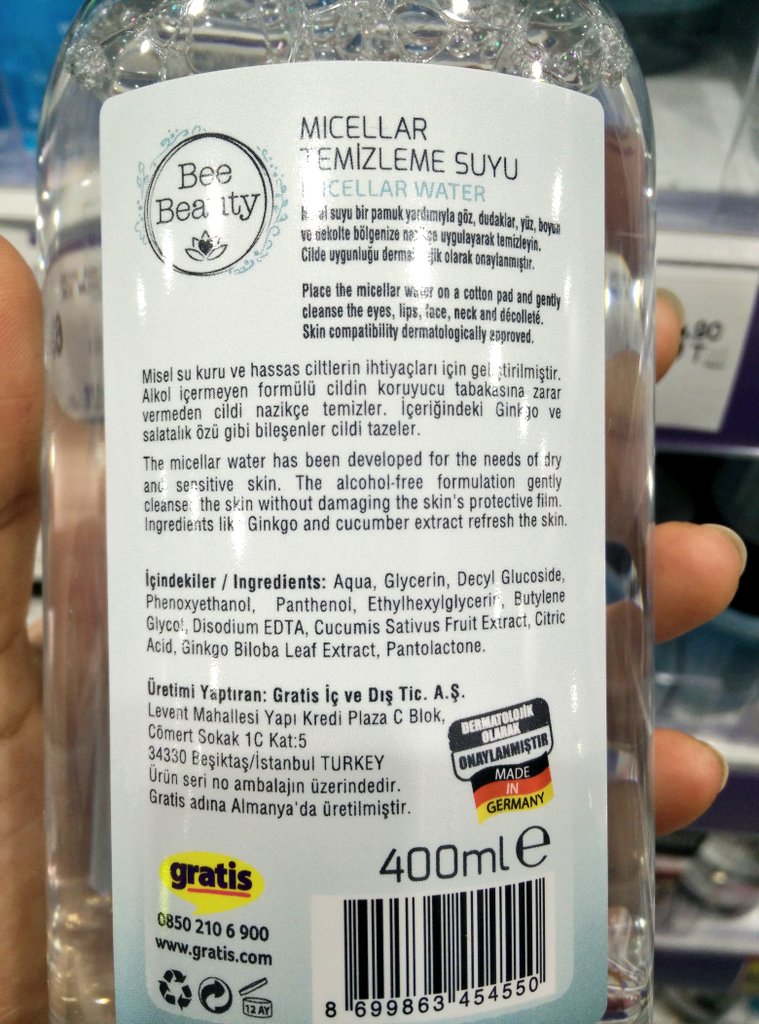 Bee
Beauty
MICELLAR
TEMİZLEME SUYU
MICELLAR WATER
suyu bir pamuk yardımıyla göz, dudaklar, yüz, boyun
ve dekolte bölgenize nazikçe uygulayarak temizleyin.
Cilde uygunluğu dermatolojik olarak onaylanmıştır.
Place the micellar water on a cotton pad and gently
cleanse the eyes, lips, face, neck and décolleté.
Skin compatibility dermatologically approved.
Misel su kuru ve hassas ciltlerin ihtiyaçları için geliştirilmiştir.
Alkol içermeyen formülü cildin koruyucu tabakasına zarar
vermeden cildi nazikçe temizler. İçeriğindeki Ginkgo ve
salatalık özü gibi bileşenler cildi tazeler.
The micellar water has been developed for the needs of dry
and sensitive skin. The alcohol-free formulation gently
cleanses the skin without damaging the skin's protective film.
Ingredients like Ginkgo and cucumber extract refresh the skin.
İçindekiler / Ingredients: Aqua, Glycerin, Decyl Glucoside,
Phenoxyethanol, Panthenol, Ethylhexylglycerin, Butylene
Glycol, Disodium EDTA, Cucumis Sativus Fruit Extract, Citric
Acid, Ginkgo Biloba Leaf Extract, Pantolactone.
Üretimi Yaptıran: Gratis İç ve Dış Tic. A.Ş.
Levent Mahallesi Yapı Kredi Plaza C Blok,
Cömert Sokak 1C Kat:5
34330 Beşiktaş/İstanbul TURKEY
Ürün seri no ambalajın üzerindedir.
Gratis adına Almanya'da üretilmiştir.
DERMATOLOJİK
OLARAK
ONAYLANMIŞTIR
MADE
IN
GERMANY
400ml e
gratis
0850 210 6 900
www.gratis.com
12 AY
8 699863 454550